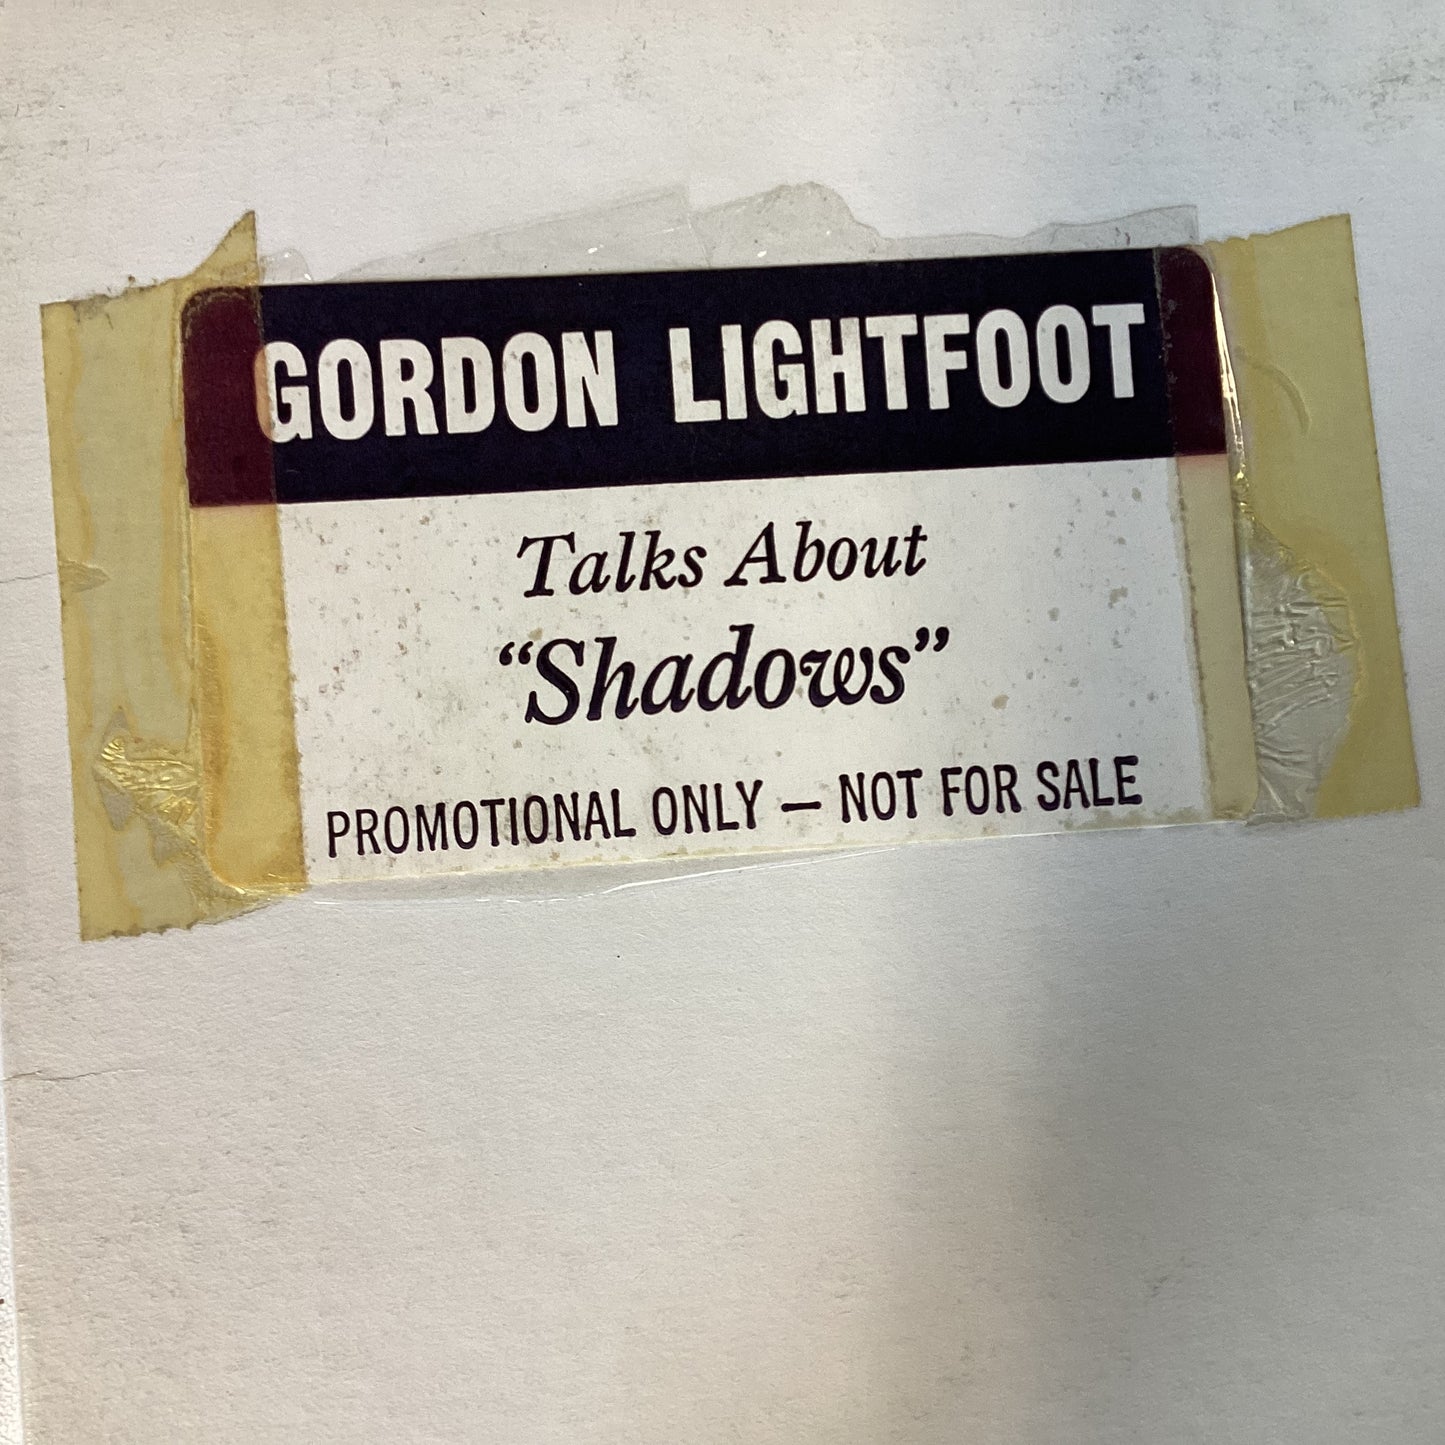 GORDON LIGHTFOOT
Talks About
“Shadows”
PROMOTIONAL ONLY — NOT FOR SALE